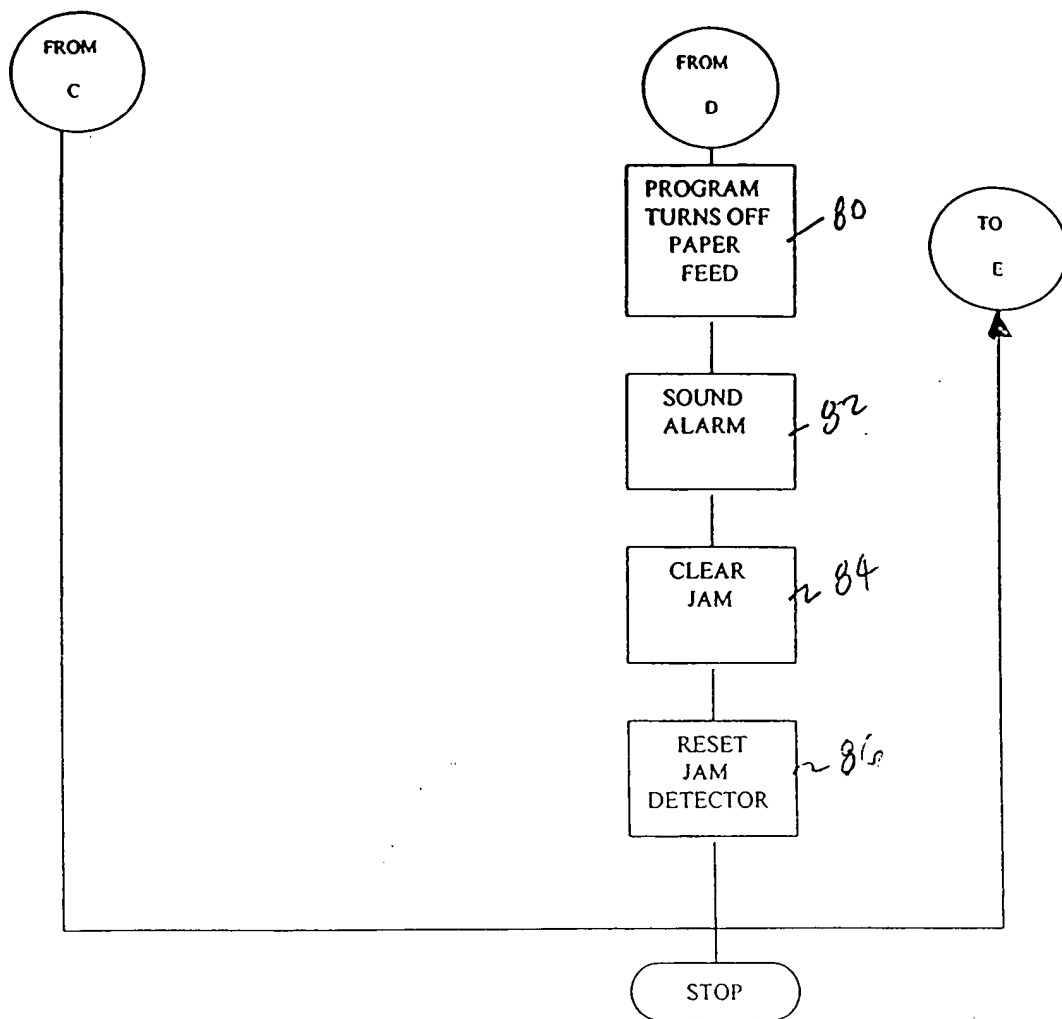 FROM
C
FROM
D
PROGRAM
TURNS OFF
PAPER
FEED
80
TO
E
SOUND
ALARM
82
CLEAR
JAM
84
RESET
JAM
DETECTOR
86
STOP